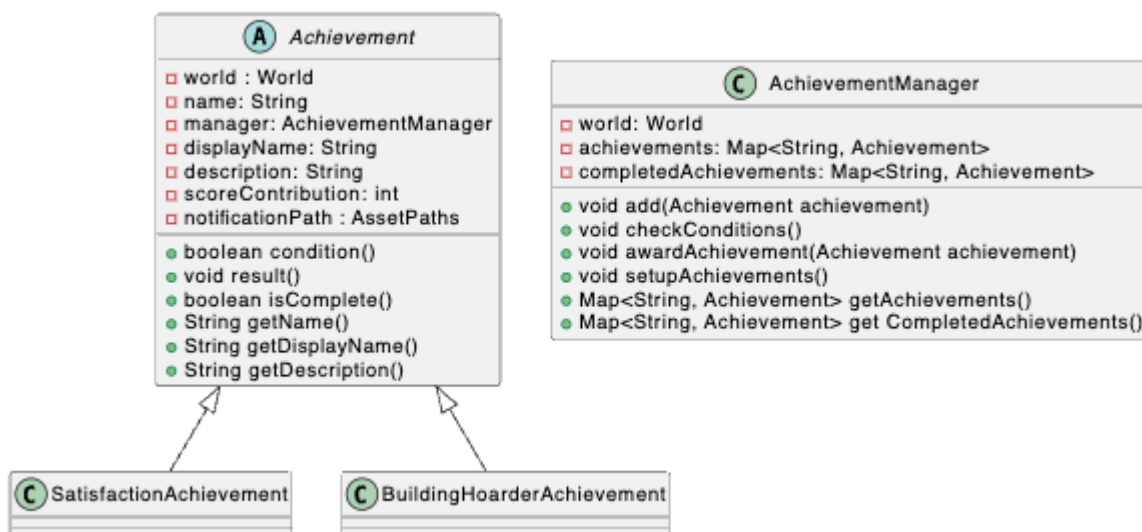 A Achievement
world : World
name: String
manager: AchievementManager
displayName: String
description: String
scoreContribution: int
notificationPath : AssetPaths
boolean condition()
void result()
boolean isComplete()
String getName()
String getDisplayName()
String getDescription()
C AchievementManager
world: World
achievements: Map<String, Achievement>
completedAchievements: Map<String, Achievement>
void add(Achievement achievement)
void checkConditions()
void awardAchievement(Achievement achievement)
void setupAchievements()
Map<String, Achievement> getAchievements()
Map<String, Achievement> get CompletedAchievements()
C SatisfactionAchievement
C BuildingHoarderAchievement